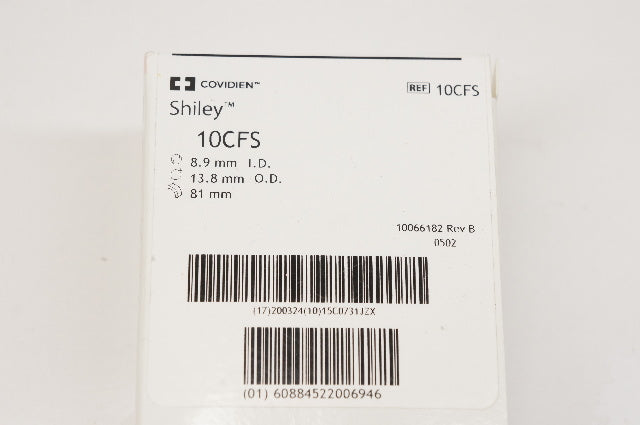 COVIDIEN™
REF 10CFS
Shiley™
10CFS
8.9 mm I.D.
13.8 mm O.D.
81 mm
10066182 Rev B
0502
(17)200324(10)15C0731JZX
(01) 60884522006946